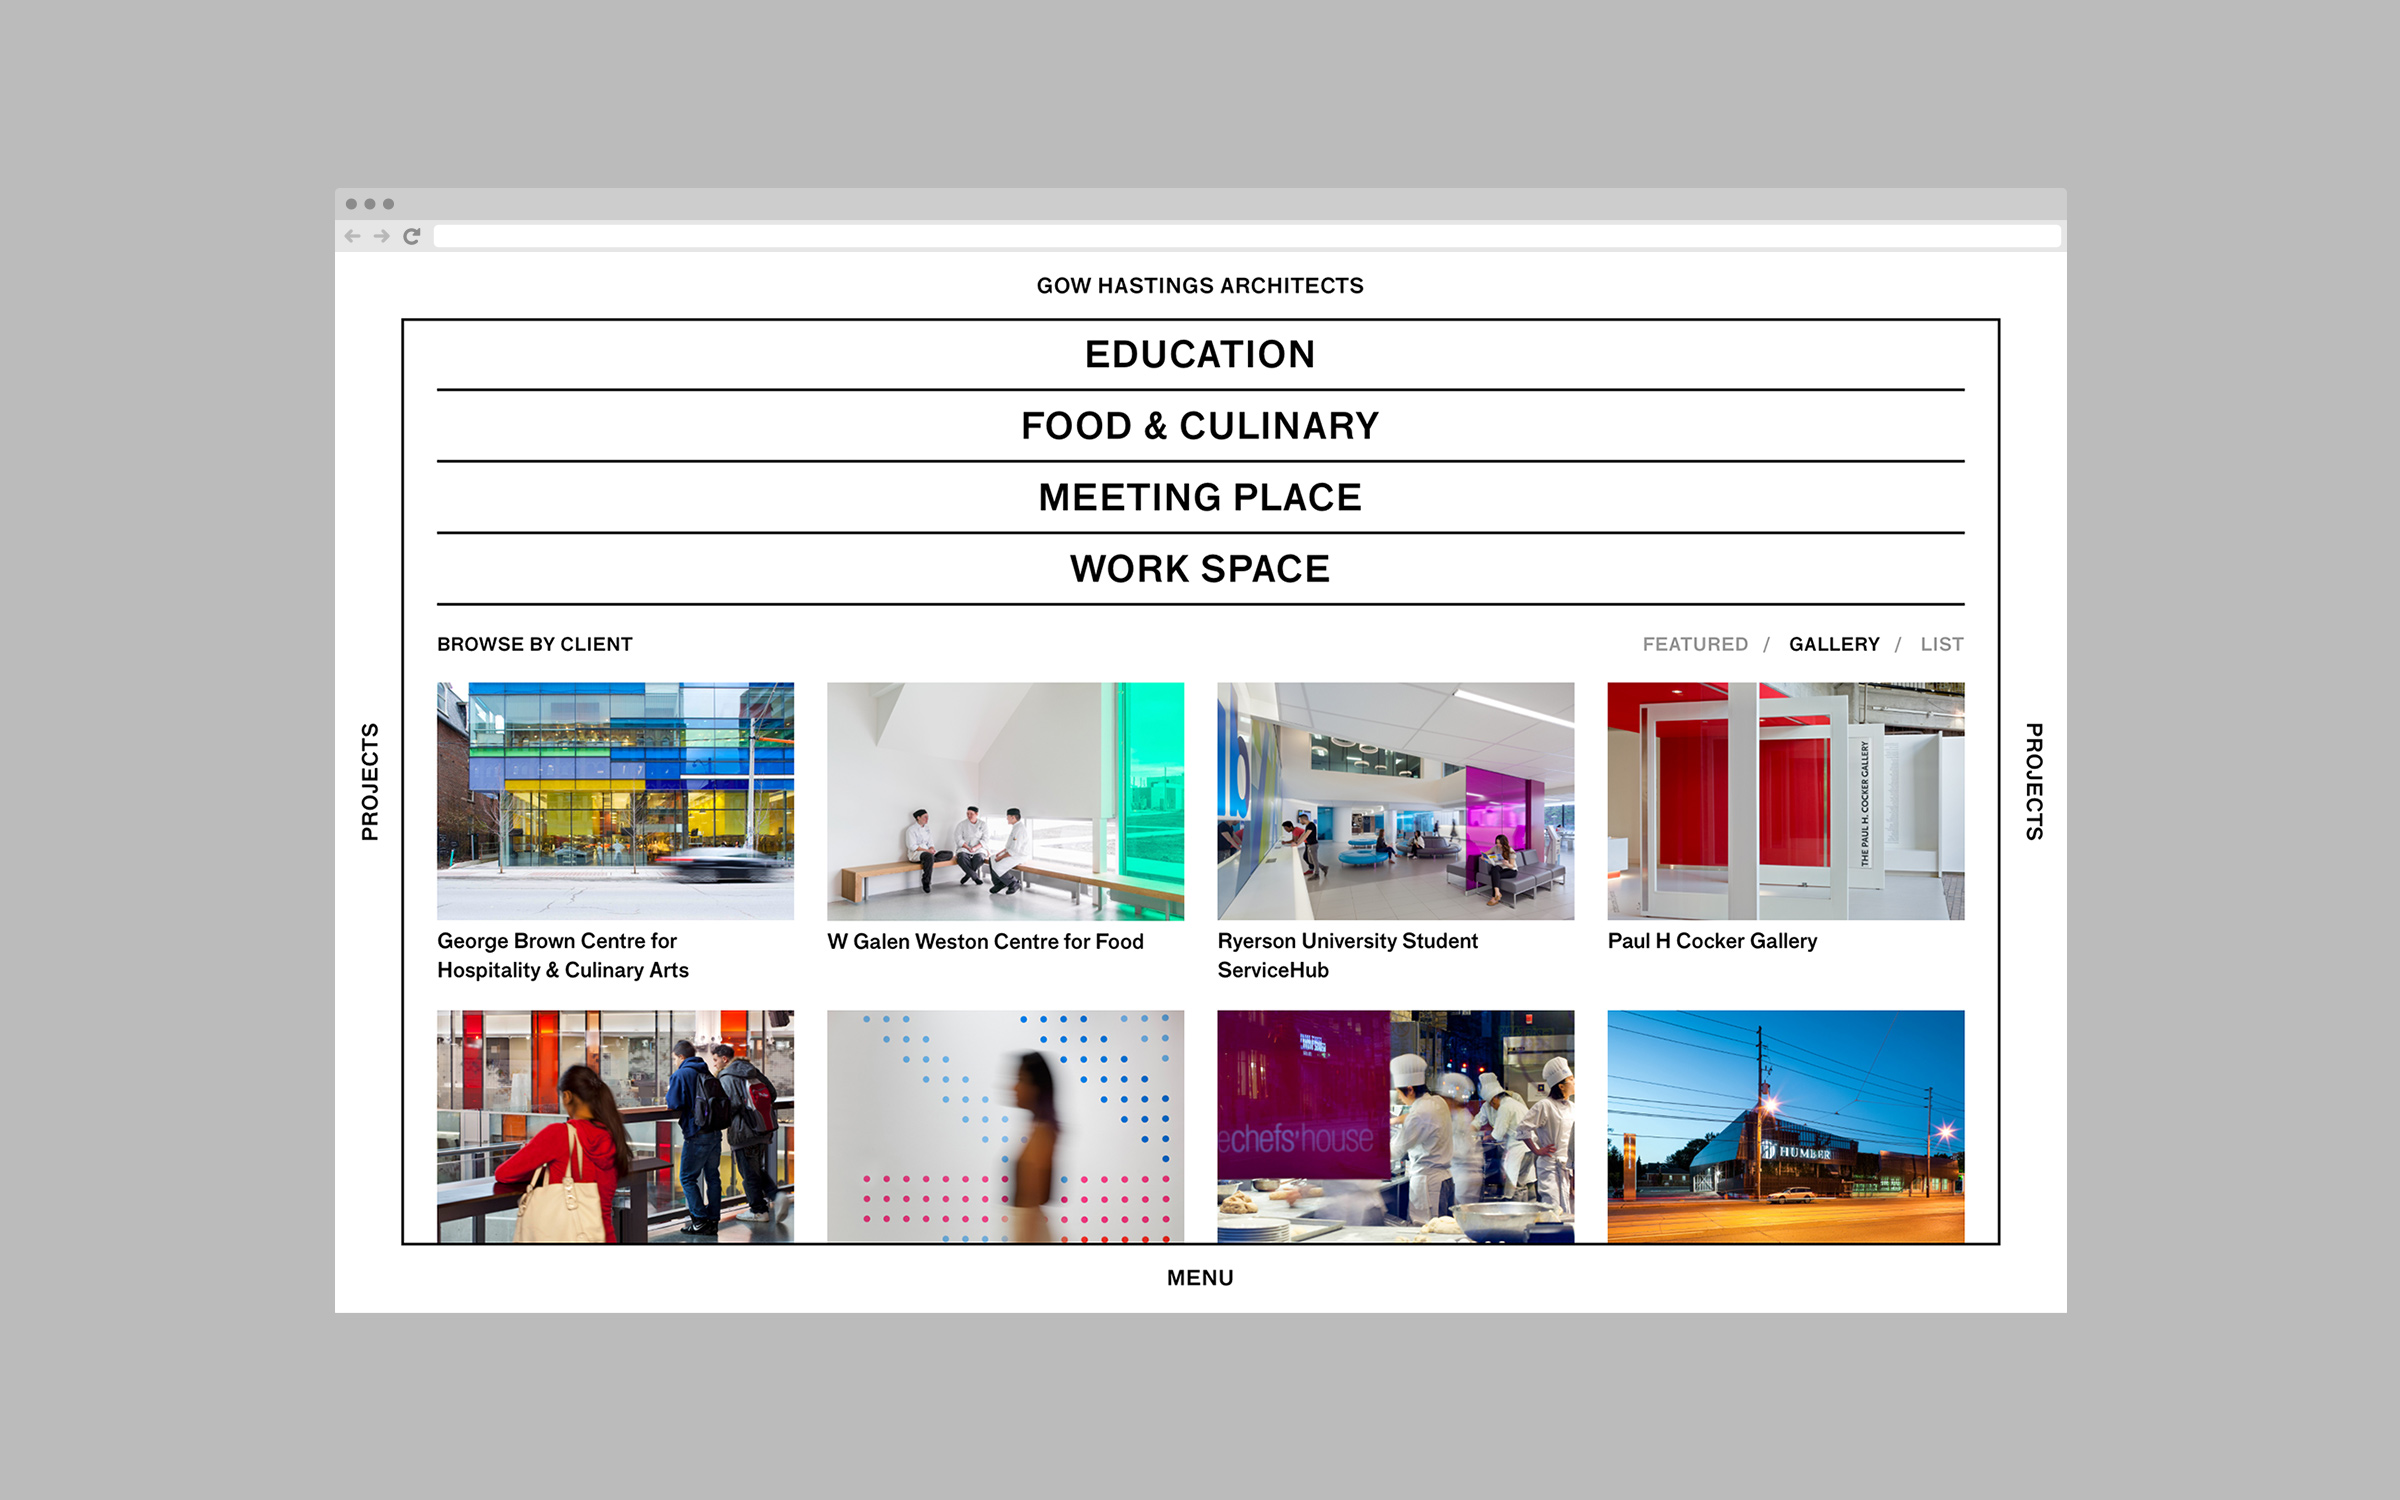 GOW HASTINGS ARCHITECTS
EDUCATION
FOOD & CULINARY
MEETING PLACE
WORK SPACE
BROWSE BY CLIENT
FEATURED / GALLERY / LIST
PROJECTS
PROJECTS
THE PAUL H. COCKER GALLERY
George Brown Centre for
Hospitality & Culinary Arts
W Galen Weston Centre for Food
Ryerson University Student
ServiceHub
Paul H Cocker Gallery
echefs'house
HUMBER
MENU